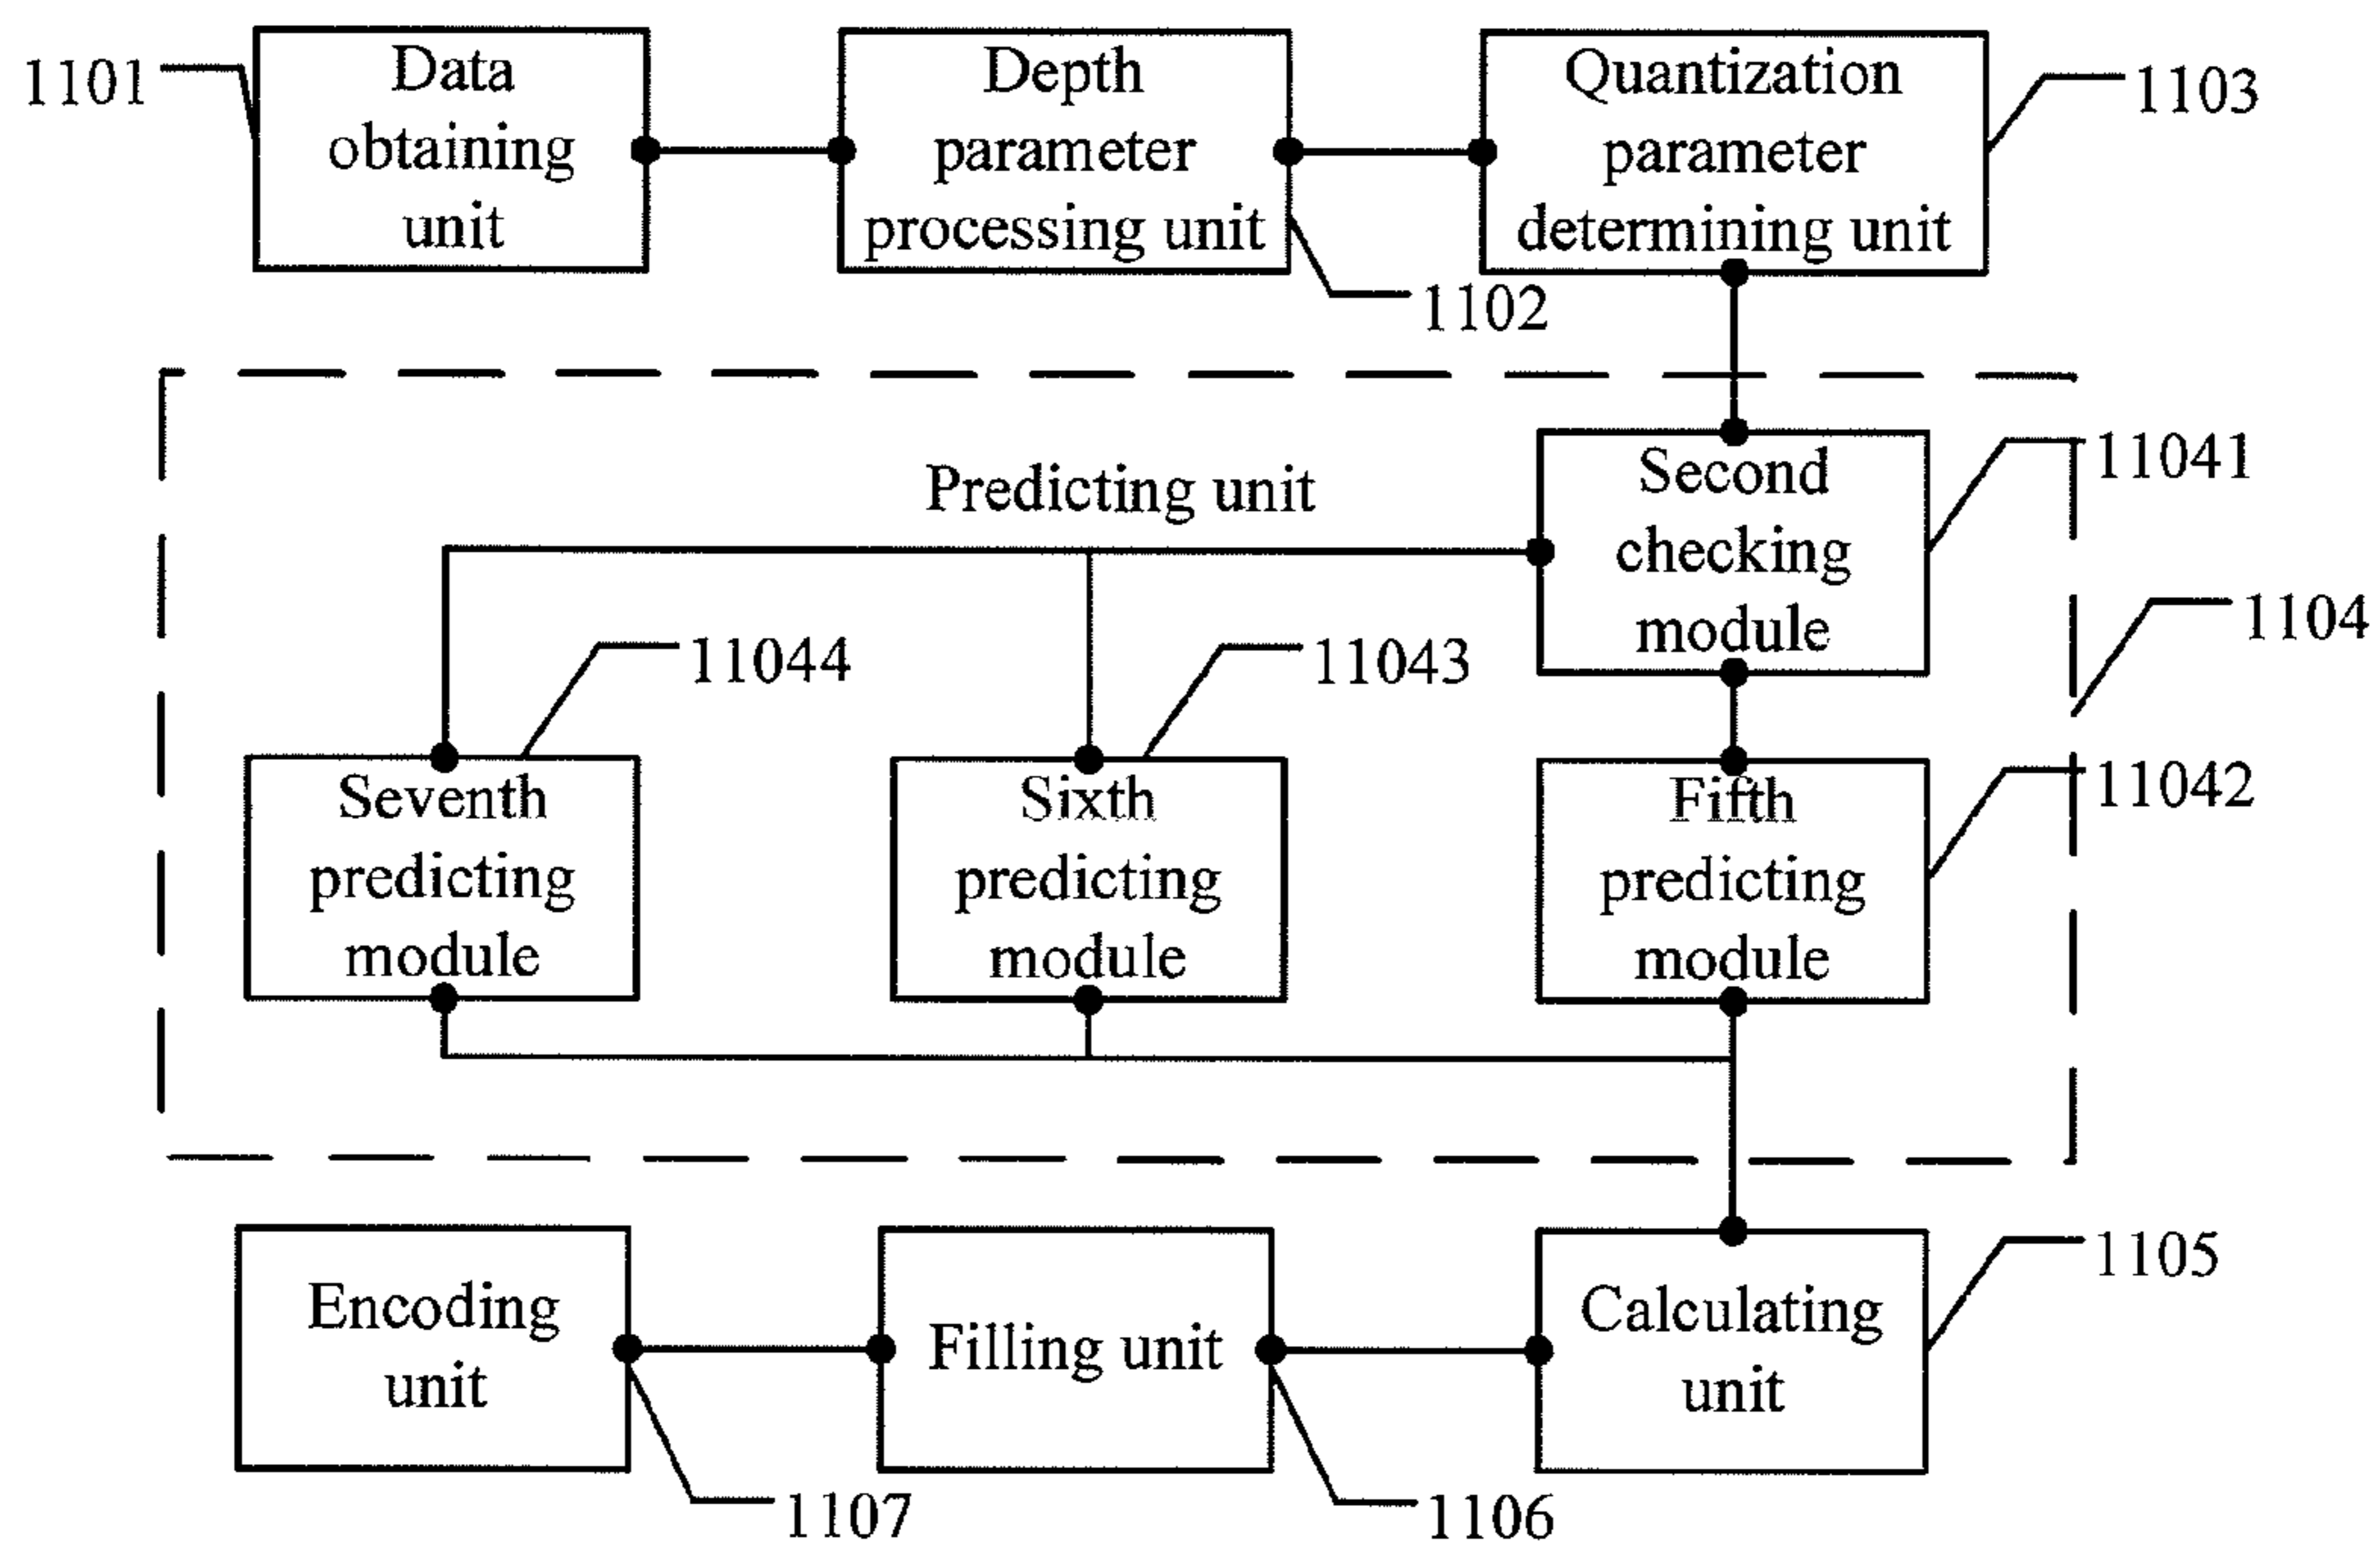 1101
Data
obtaining
unit
Depth
parameter
processing unit
1102
Quantization
parameter
determining unit
1103
Predicting unit
Second
checking
module
11041
1104
11044
Seventh
predicting
module
11043
Sixth
predicting
module
Fifth
predicting
module
11042
Encoding
unit
1107
Filling unit
1106
Calculating
unit
1105